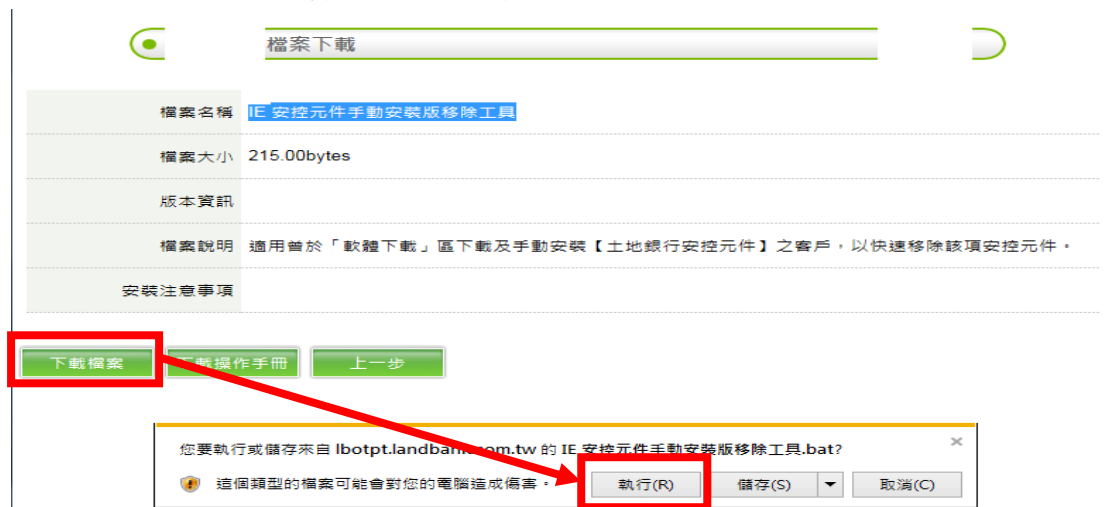 檔案下載
檔案名稱 IE 安控元件手動安裝版移除工具
檔案大小 215.00bytes
版本資訊
檔案說明 適用曾於「軟體下載」區下載及手動安裝【土地銀行安控元件】之客戶，以快速移除該項安控元件。
安裝注意事項
下載檔案 下載操作手冊 上一步
您要執行或儲存來自 lbotpt.landbank.com.tw 的 IE 安控元件手動安裝版移除工具.bat?
這個類型的檔案可能會對您的電腦造成傷害。 執行(R) 儲存(S) 取消(C)